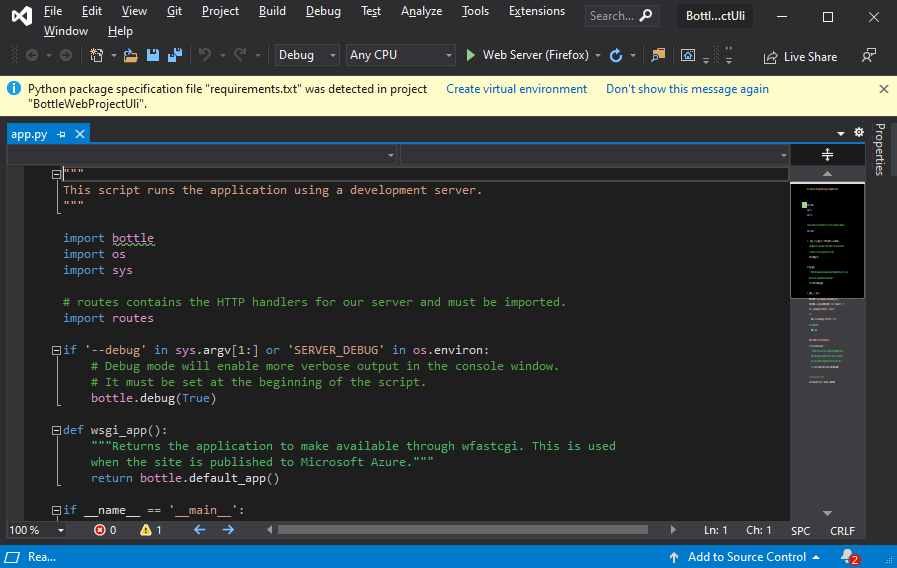 File Edit View Git Project Build Debug Test Analyze Tools Extensions Search... Bottl...ctUli
Window Help
Debug Any CPU Web Server (Firefox) Live Share
Python package specification file "requirements.txt" was detected in project Create virtual environment Don't show this message again
"BottleWebProjectUli".
app.py
Properties
"""
This script runs the application using a development server.
"""
import bottle
import os
import sys
# routes contains the HTTP handlers for our server and must be imported.
import routes
if '--debug' in sys.argv[1:] or 'SERVER_DEBUG' in os.environ:
# Debug mode will enable more verbose output in the console window.
# It must be set at the beginning of the script.
bottle.debug(True)
def wsgi_app():
"""Returns the application to make available through wfastcgi. This is used
when the site is published to Microsoft Azure."""
return bottle.default_app()
if __name__ == '__main__':
100 % 0 1 Ln: 1 Ch: 1 SPC CRLF
Rea... Add to Source Control 2